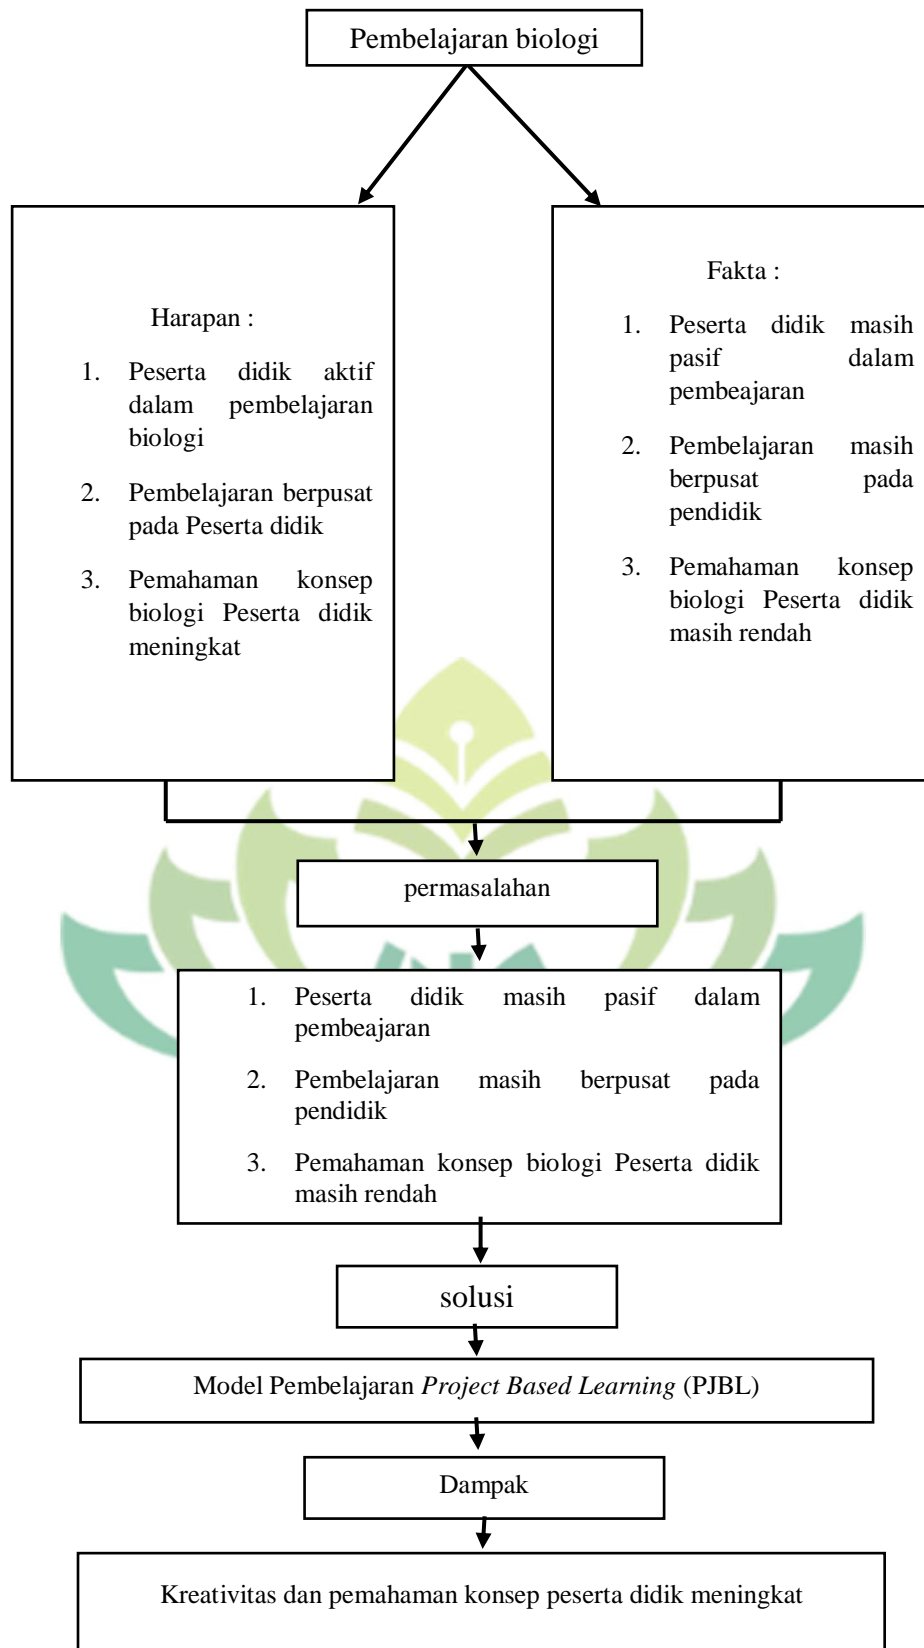 Pembelajaran biologi
Harapan :
1. Peserta didik aktif
dalam pembelajaran
biologi
2. Pembelajaran berpusat
pada Peserta didik
3. Pemahaman konsep
biologi Peserta didik
meningkat
Fakta :
1. Peserta didik masih
pasif dalam
pembeajaran
2. Pembelajaran masih
berpusat pada
pendidik
3. Pemahaman konsep
biologi Peserta didik
masih rendah
permasalahan
1. Peserta didik masih pasif dalam
pembeajaran
2. Pembelajaran masih berpusat pada
pendidik
3. Pemahaman konsep biologi Peserta didik
masih rendah
solusi
Model Pembelajaran Project Based Learning (PJBL)
Dampak
Kreativitas dan pemahaman konsep peserta didik meningkat